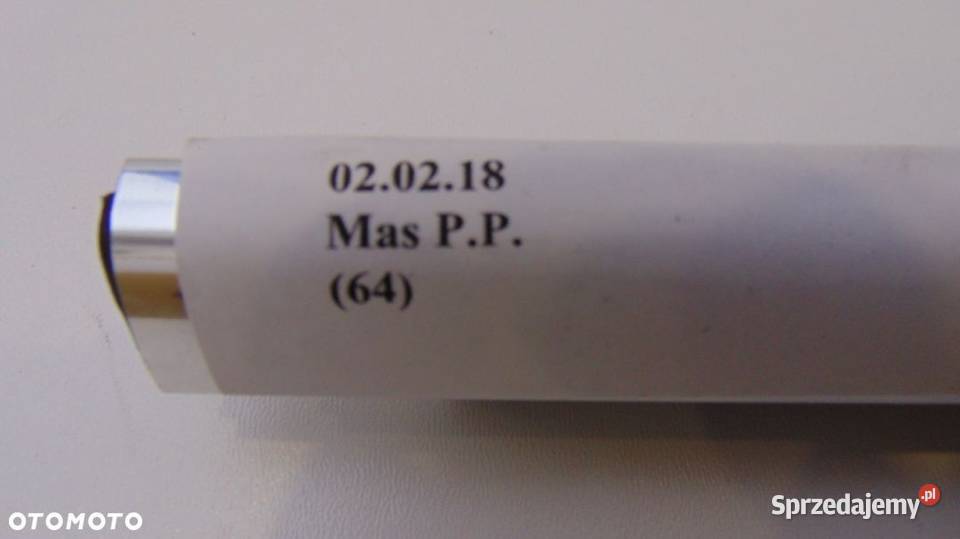 02.02.18
Mas P.P.
(64)
OTOMOTO
Sprzedajemy.pl